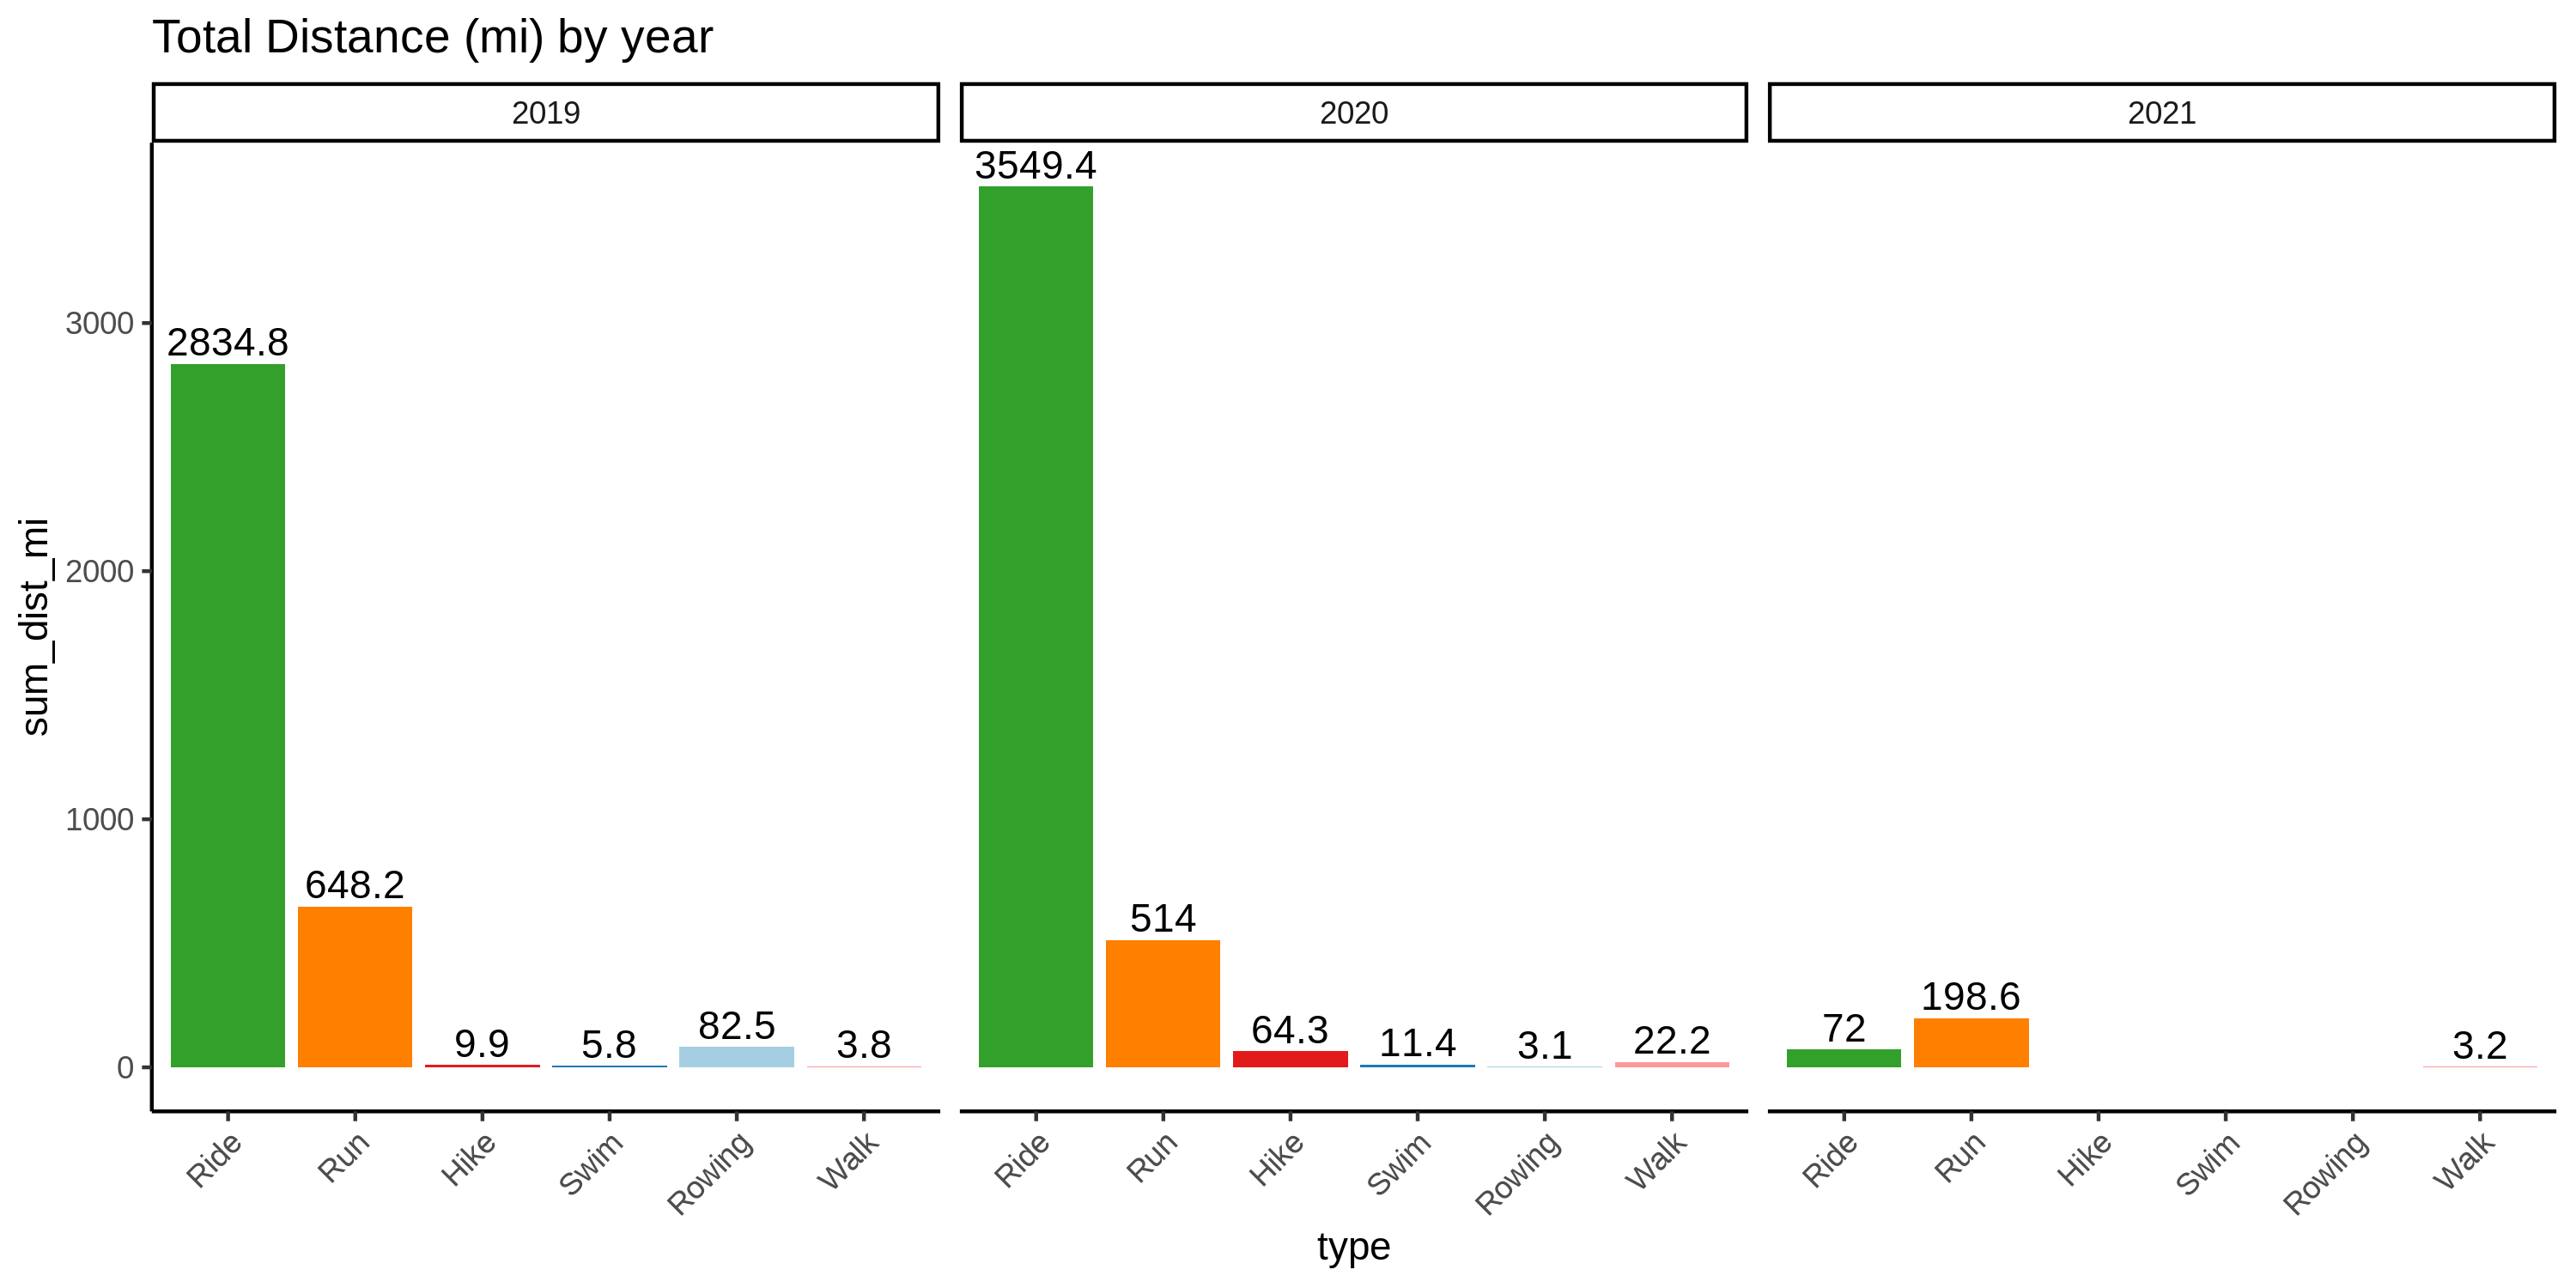 Total Distance (mi) by year
2019 2020 2021
sum_dist_mi
3000
2000
1000
0
2834.8
648.2
9.9
5.8
82.5
3.8
3549.4
514
64.3
11.4
3.1
22.2
72
198.6
3.2
Ride Run Hike Swim Rowing Walk
Ride Run Hike Swim Rowing Walk
Ride Run Hike Swim Rowing Walk
type